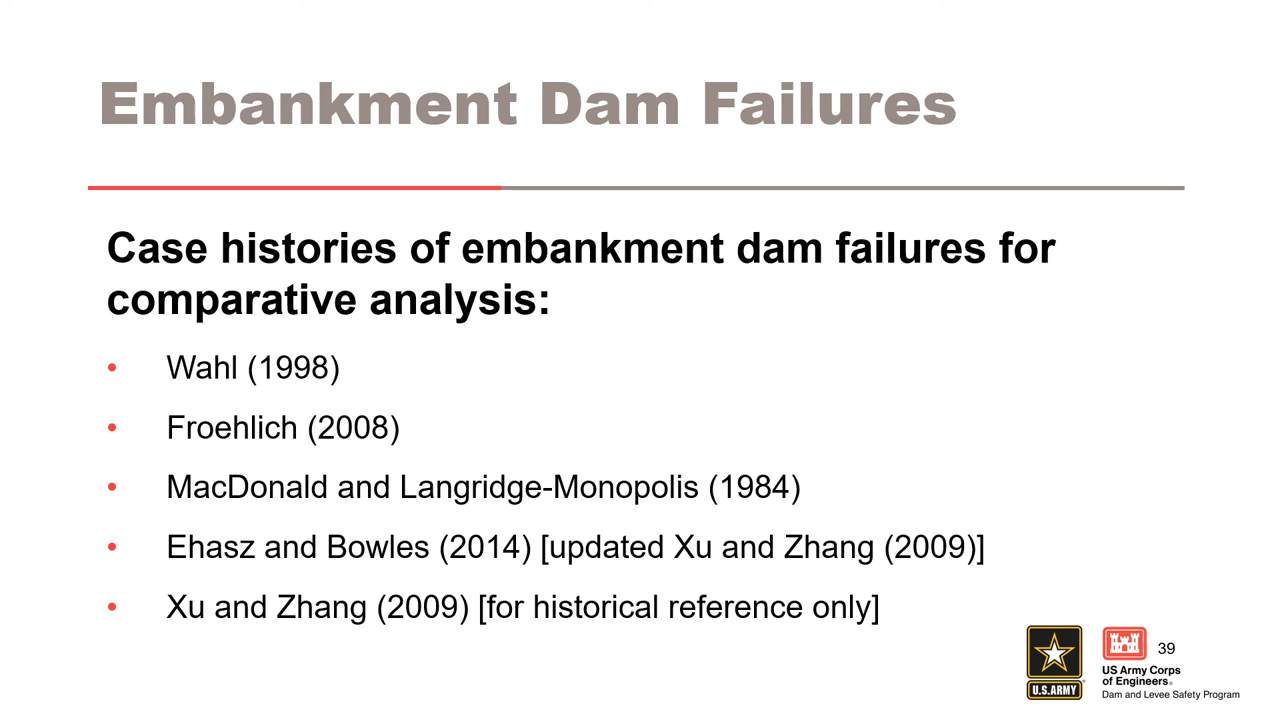 Embankment Dam Failures
Case histories of embankment dam failures for
comparative analysis:
• Wahl (1998)
• Froehlich (2008)
• MacDonald and Langridge-Monopolis (1984)
• Ehasz and Bowles (2014) [updated Xu and Zhang (2009)]
• Xu and Zhang (2009) [for historical reference only]
U.S.ARMY
39
US Army Corps
of Engineers®
Dam and Levee Safety Program